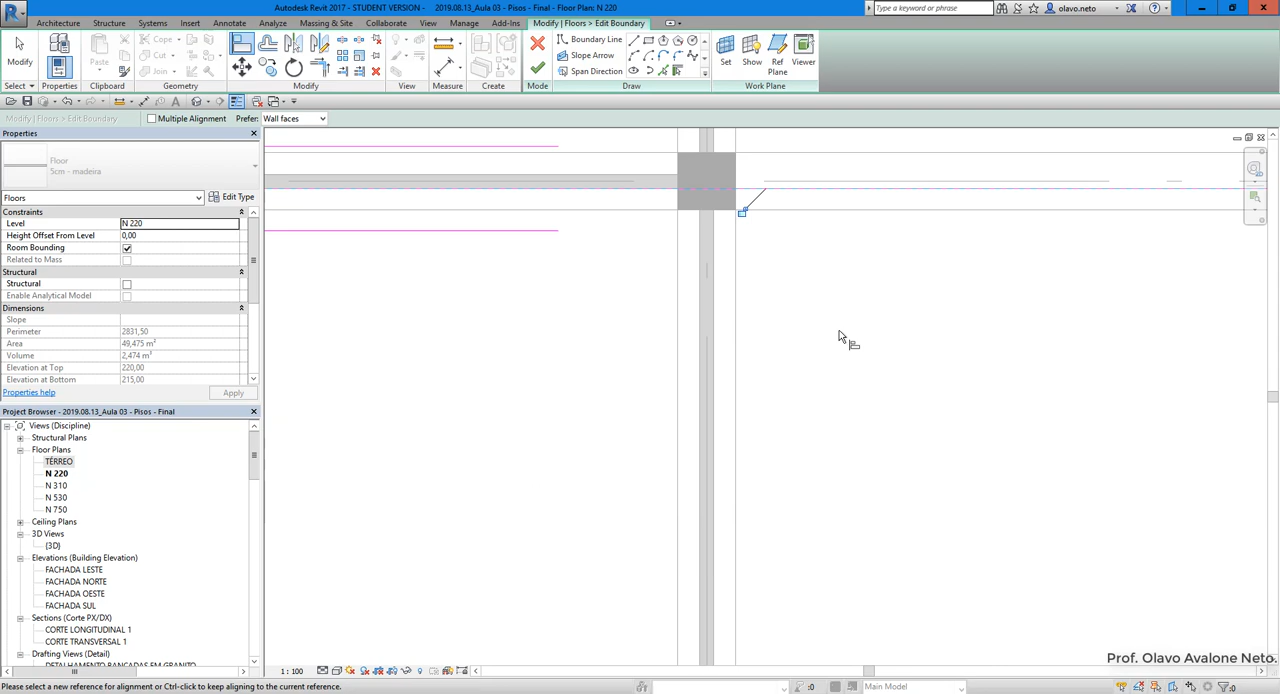 Autodesk Revit 2017 - STUDENT VERSION - 2019.08.13_Aula 03 - Pisos - Final - Floor Plan: N 220
Type a keyword or phrase
olavo.neto
Architecture Structure Systems Insert Annotate Analyze Massing & Site Collaborate View Manage Add-Ins Modify | Floors > Edit Boundary
Modify
Paste
Cope
Cut
Join
Boundary Line
Slope Arrow
Span Direction
Set Show Ref Plane Viewer
Select Properties Clipboard Geometry Modify View Measure Create Mode Draw Work Plane
Modify | Floors > Edit Boundary
Multiple Alignment Prefer: Wall faces
Properties
Floor
5cm - madeira
Floors Edit Type
Constraints
Level N 220
Height Offset From Level 0,00
Room Bounding
Related to Mass
Structural
Structural
Enable Analytical Model
Dimensions
Slope
Perimeter 2831,50
Area 49,475 m²
Volume 2,474 m³
Elevation at Top 220,00
Elevation at Bottom 215,00
Properties help Apply
Project Browser - 2019.08.13_Aula 03 - Pisos - Final
Views (Discipline)
Structural Plans
Floor Plans
TÉRREO
N 220
N 310
N 530
N 750
Ceiling Plans
3D Views
{3D}
Elevations (Building Elevation)
FACHADA LESTE
FACHADA NORTE
FACHADA OESTE
FACHADA SUL
Sections (Corte PX/DX)
CORTE LONGITUDINAL 1
CORTE TRANSVERSAL 1
Drafting Views (Detail)
DETALHAMENTO BANCADAS EM GRANITO
Prof. Olavo Avalone Neto.
1 : 100
Please select a new reference for alignment or Ctrl-click to keep aligning to the current reference.
:0
Main Model
:0